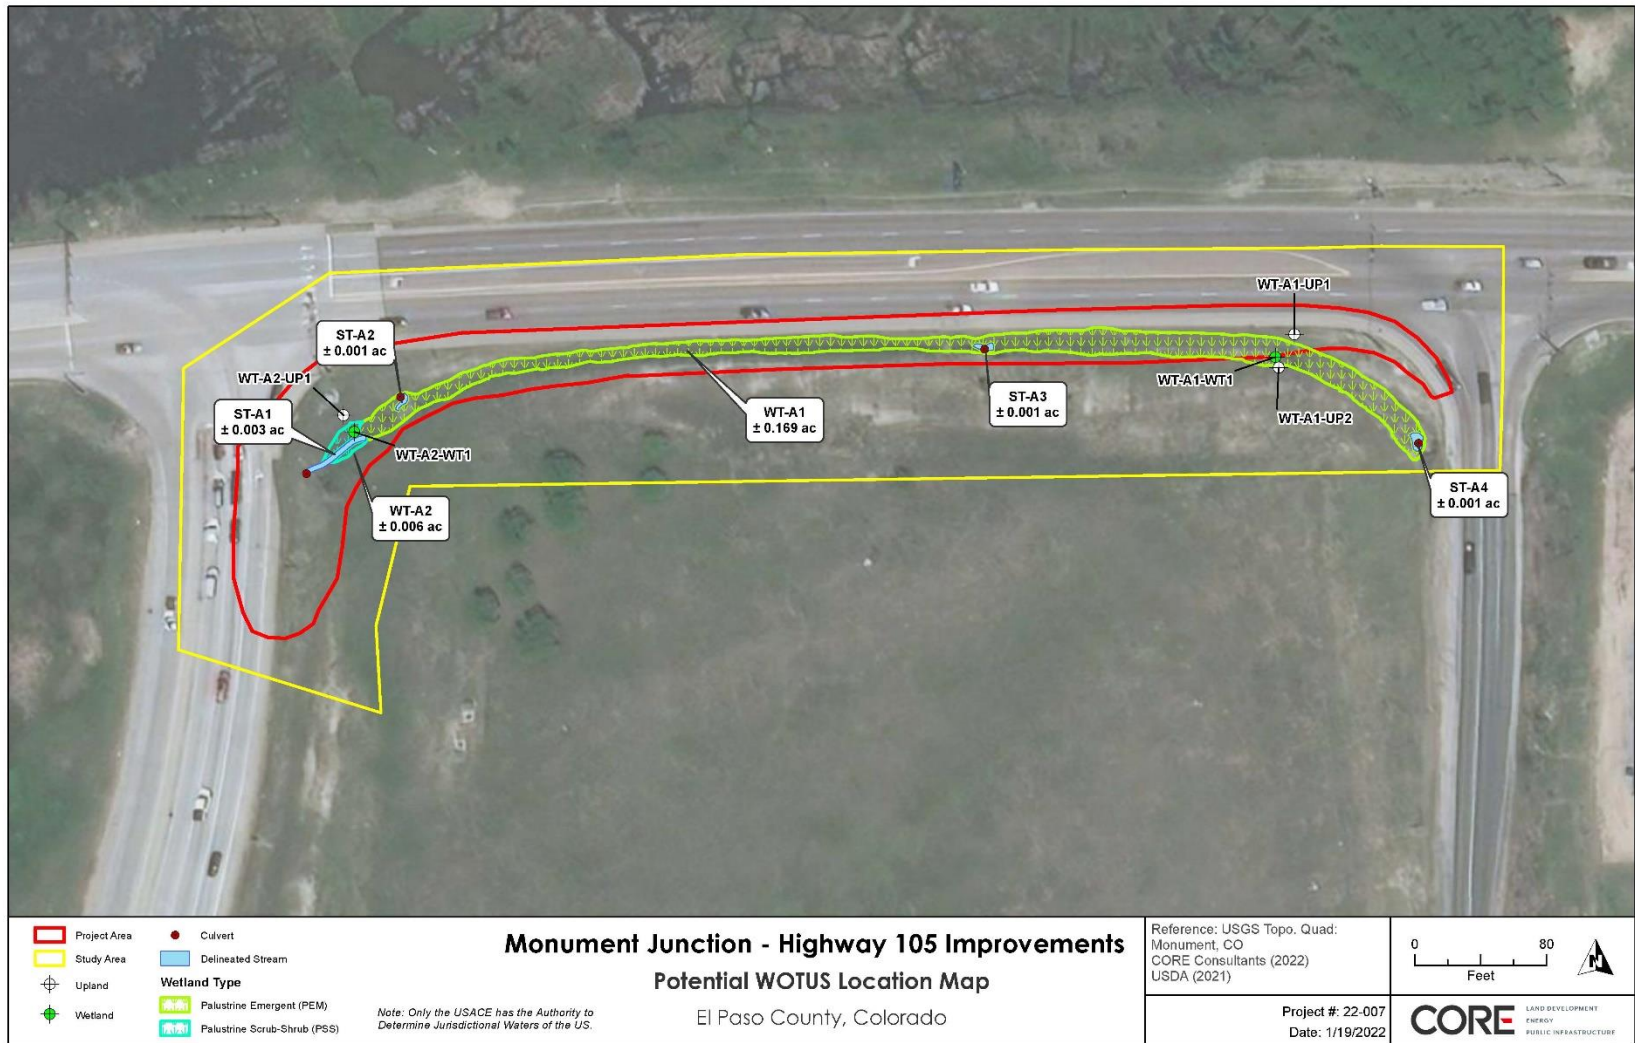 WT-A1-UP1
ST-A2
± 0.001 ac
WT-A2-UP1
ST-A1
± 0.003 ac
WT-A1-WT1
ST-A3
± 0.001 ac
WT-A1
± 0.169 ac
WT-A1-UP2
WT-A2-WT1
WT-A2
± 0.006 ac
ST-A4
± 0.001 ac
Project Area
Study Area
Upland
Wetland
Culvert
Delineated Stream
Wetland Type
Palustrine Emergent (PEM)
Palustrine Scrub-Shrub (PSS)
Note: Only the USACE has the Authority to
Determine Jurisdictional Waters of the US.
Monument Junction - Highway 105 Improvements
Potential WOTUS Location Map
El Paso County, Colorado
Reference: USGS Topo. Quad:
Monument, CO
CORE Consultants (2022)
USDA (2021)
Project #: 22-007
Date: 1/19/2022
0 80
Feet
N
CORE
LAND DEVELOPMENT
ENERGY
PUBLIC INFRASTRUCTURE